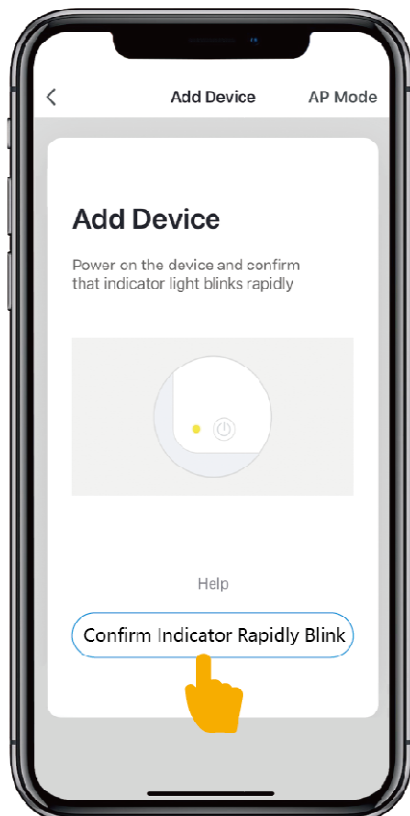 Add Device
AP Mode
Add Device
Power on the device and confirm
that indicator light blinks rapidly
Help
Confirm Indicator Rapidly Blink